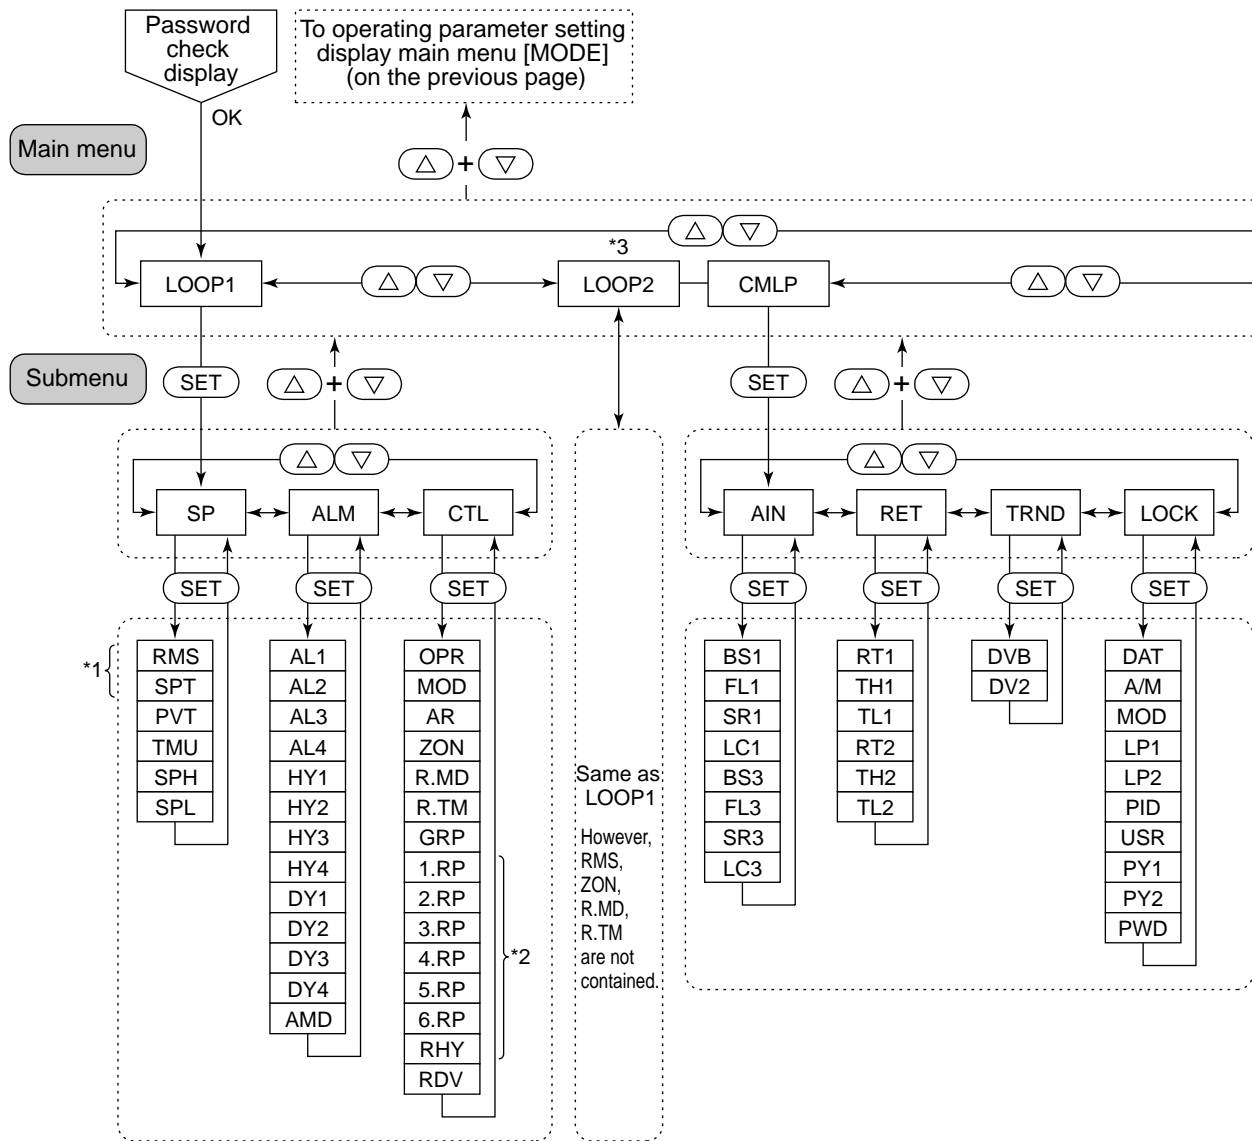 Password
check
display
To operating parameter setting
display main menu [MODE]
(on the previous page)
OK
Main menu
+
*3
LOOP1
LOOP2
CMLP
Submenu
SET
+
SET
+
SP
ALM
CTL
AIN
RET
TRND
LOCK
SET
SET
SET
SET
SET
SET
SET
*1
RMS
SPT
PVT
TMU
SPH
SPL
AL1
AL2
AL3
AL4
HY1
HY2
HY3
HY4
DY1
DY2
DY3
DY4
AMD
OPR
MOD
AR
ZON
R.MD
R.TM
GRP
1.RP
2.RP
3.RP
4.RP
5.RP
6.RP
RHY
RDV
*2
Same as
LOOP1
However,
RMS,
ZON,
R.MD,
R.TM
are not
contained.
BS1
FL1
SR1
LC1
BS3
FL3
SR3
LC3
RT1
TH1
TL1
RT2
TH2
TL2
DVB
DV2
DAT
A/M
MOD
LP1
LP2
PID
USR
PY1
PY2
PWD